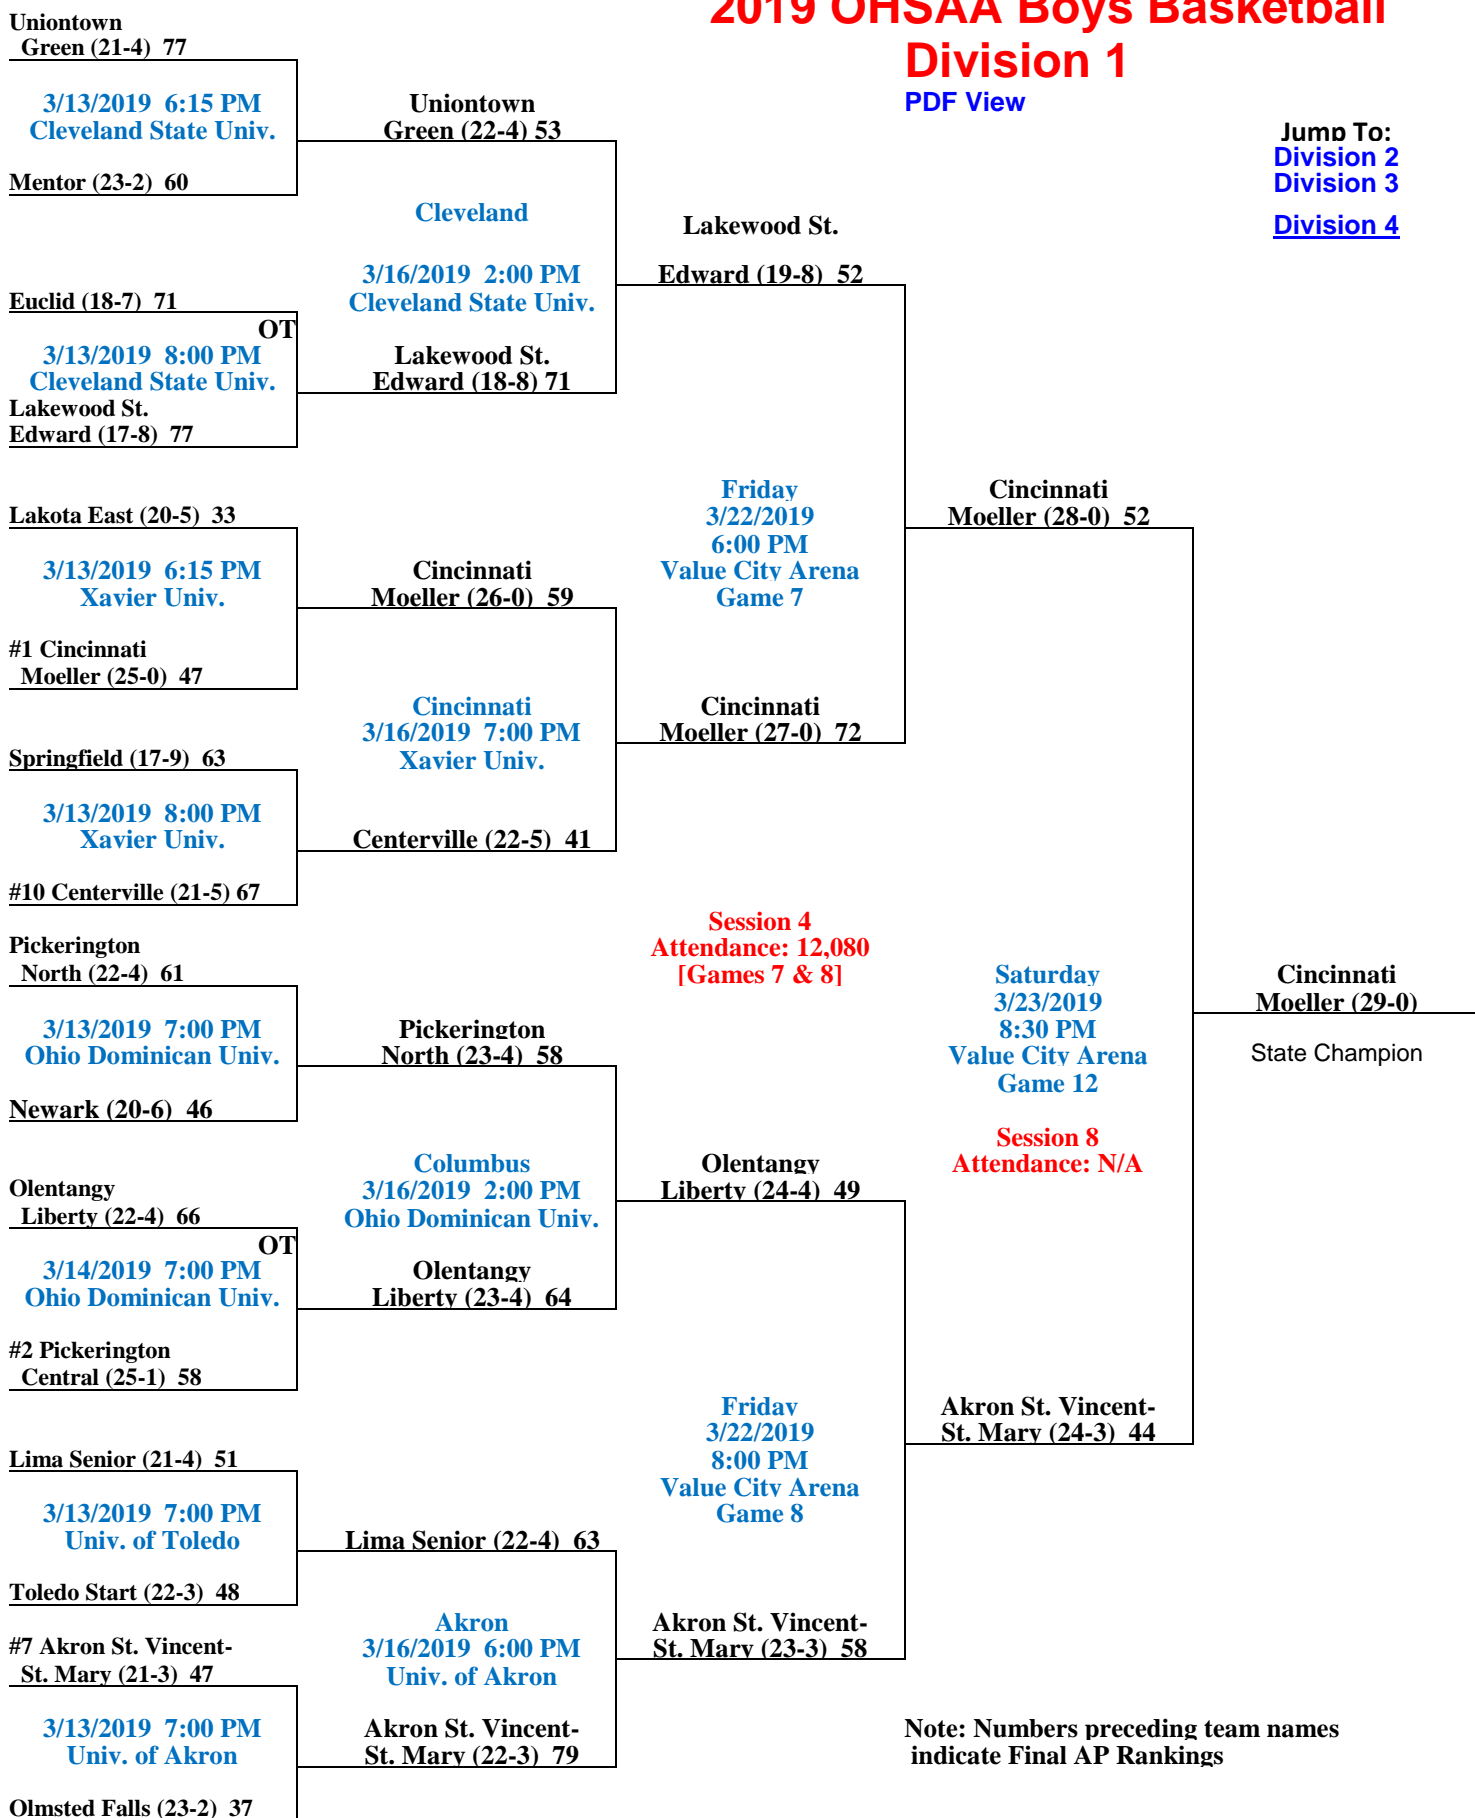 2019 OHSAA Boys Basketball
Division 1
PDF View
Jump To:
Division 2
Division 3
Division 4
Uniontown
Green (21-4) 77
3/13/2019 6:15 PM
Cleveland State Univ.
Mentor (23-2) 60
Euclid (18-7) 71
OT
3/13/2019 8:00 PM
Cleveland State Univ.
Lakewood St.
Edward (17-8) 77
Lakota East (20-5) 33
3/13/2019 6:15 PM
Xavier Univ.
#1 Cincinnati
Moeller (25-0) 47
Springfield (17-9) 63
3/13/2019 8:00 PM
Xavier Univ.
#10 Centerville (21-5) 67
Pickerington
North (22-4) 61
3/13/2019 7:00 PM
Ohio Dominican Univ.
Newark (20-6) 46
Olentangy
Liberty (22-4) 66
OT
3/14/2019 7:00 PM
Ohio Dominican Univ.
#2 Pickerington
Central (25-1) 58
Lima Senior (21-4) 51
3/13/2019 7:00 PM
Univ. of Toledo
Toledo Start (22-3) 48
#7 Akron St. Vincent-
St. Mary (21-3) 47
3/13/2019 7:00 PM
Univ. of Akron
Olmsted Falls (23-2) 37
Uniontown
Green (22-4) 53
Cleveland
3/16/2019 2:00 PM
Cleveland State Univ.
Lakewood St.
Edward (18-8) 71
Cincinnati
Moeller (26-0) 59
Cincinnati
3/16/2019 7:00 PM
Xavier Univ.
Centerville (22-5) 41
Pickerington
North (23-4) 58
Columbus
3/16/2019 2:00 PM
Ohio Dominican Univ.
Olentangy
Liberty (23-4) 64
Lima Senior (22-4) 63
Akron
3/16/2019 6:00 PM
Univ. of Akron
Akron St. Vincent-
St. Mary (22-3) 79
Lakewood St.
Edward (19-8) 52
Friday
3/22/2019
6:00 PM
Value City Arena
Game 7
Cincinnati
Moeller (27-0) 72
Session 4
Attendance: 12,080
[Games 7 & 8]
Olentangy
Liberty (24-4) 49
Friday
3/22/2019
8:00 PM
Value City Arena
Game 8
Akron St. Vincent-
St. Mary (23-3) 58
Cincinnati
Moeller (28-0) 52
Saturday
3/23/2019
8:30 PM
Value City Arena
Game 12
Session 8
Attendance: N/A
Akron St. Vincent-
St. Mary (24-3) 44
Cincinnati
Moeller (29-0)
State Champion
Note: Numbers preceding team names
indicate Final AP Rankings